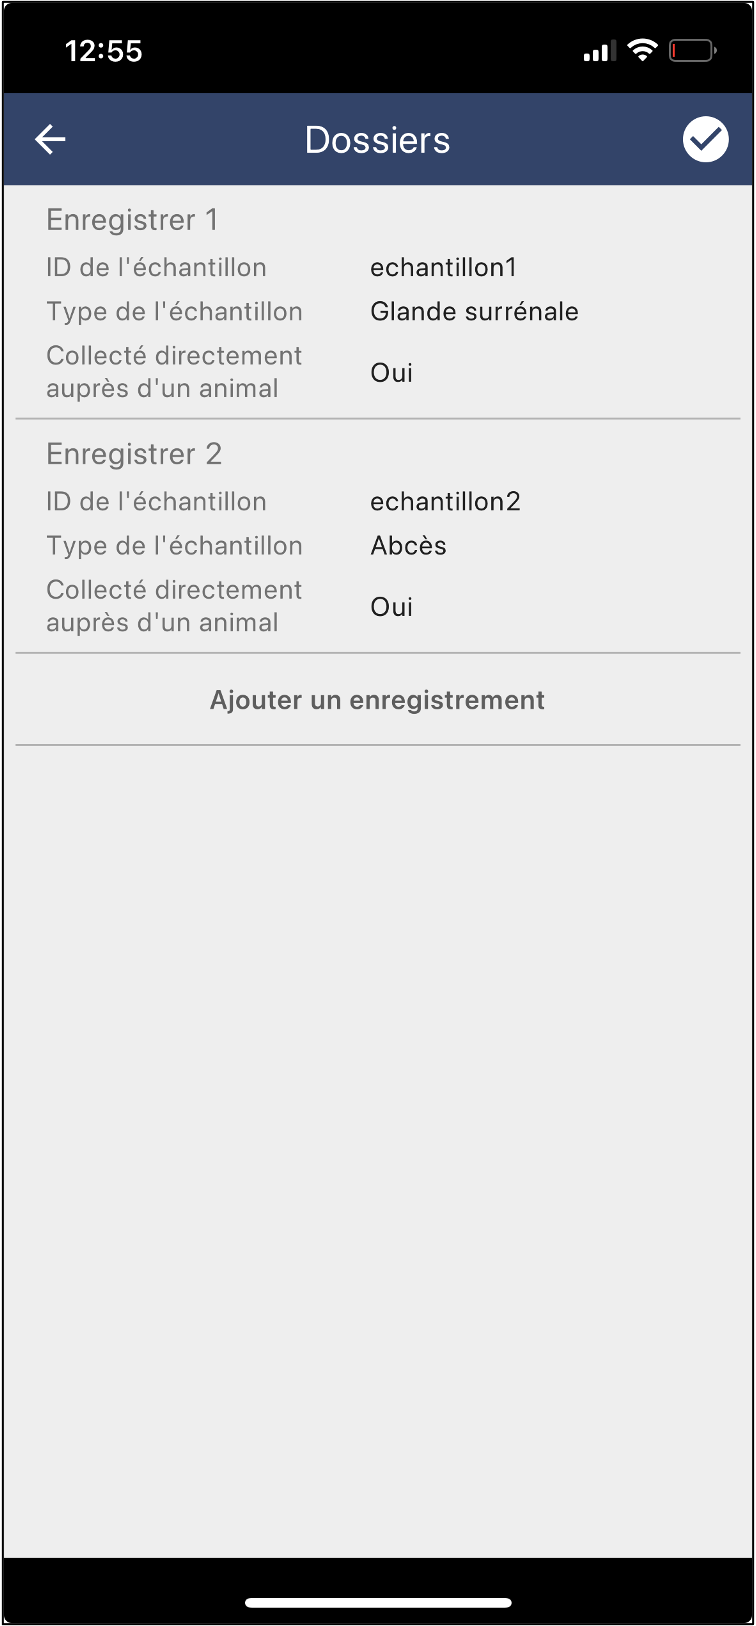 12:55
Dossiers
Enregistrer 1
ID de l'échantillon echantillon1
Type de l'échantillon Glande surrénale
Collecté directement
auprès d'un animal Oui
Enregistrer 2
ID de l'échantillon echantillon2
Type de l'échantillon Abcès
Collecté directement
auprès d'un animal Oui
Ajouter un enregistrement